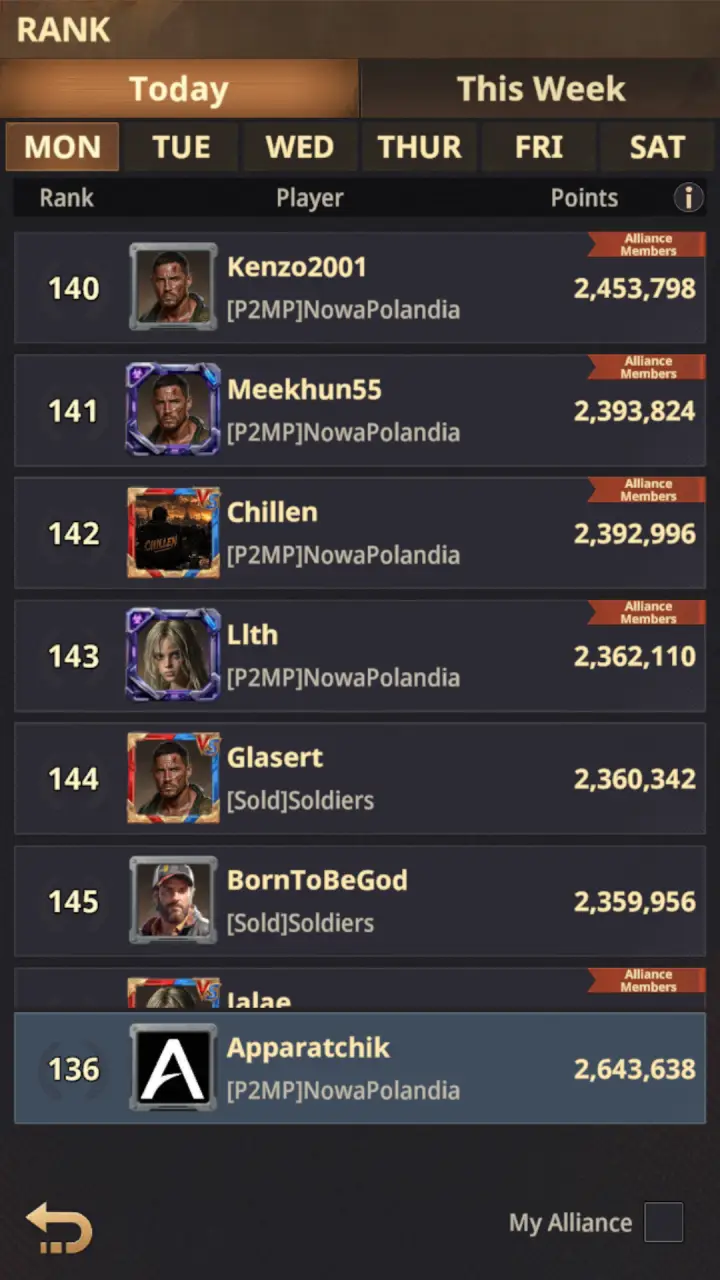 RANK
Today
This Week
MON
TUE
WED
THUR
FRI
SAT
Rank
Player
Points
i
Alliance
Members
140
Kenzo2001
[P2MP]NowaPolandia
2,453,798
Alliance
Members
141
Meekhun55
[P2MP]NowaPolandia
2,393,824
Alliance
Members
142
VS
CHILLEN
Chillen
[P2MP]NowaPolandia
2,392,996
Alliance
Members
143
Llth
[P2MP]NowaPolandia
2,362,110
144
VS
Glasert
[Sold]Soldiers
2,360,342
145
BornToBeGod
[Sold]Soldiers
2,359,956
Alliance
Members
VS
136
A
Apparatchik
[P2MP]NowaPolandia
2,643,638
My Alliance